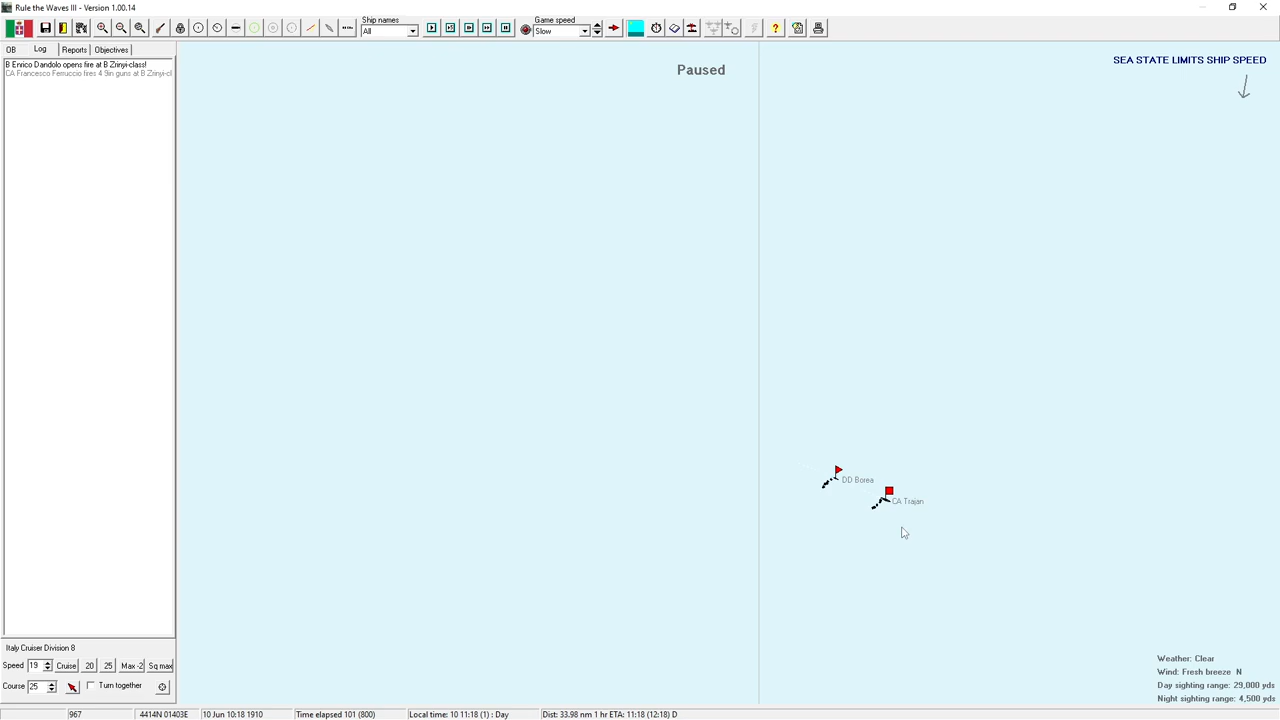 Rule the Waves III - Version 1.00.14
Ship names
All
Game speed
Slow
OB Log Reports Objectives
B Enrico Dandolo opens fire at B Zrinyi-class!
CA Francesco Ferruccio fires 4 9in guns at B Zrinyi-cl
Paused
SEA STATE LIMITS SHIP SPEED
DD Borea
CA Trajan
Italy Cruiser Division 8
Speed 19 Cruise 20 25 Max -2 Sq max
Course 25 Turn together
Weather: Clear
Wind: Fresh breeze N
Day sighting range: 29,000 yds
Night sighting range: 4,500 yds
967 4414N 01403E 10 Jun 10:18 1910 Time elapsed 101 (800) Local time: 10 11:18 (1) : Day Dist: 33.98 nm 1 hr ETA: 11:18 (12:18) D